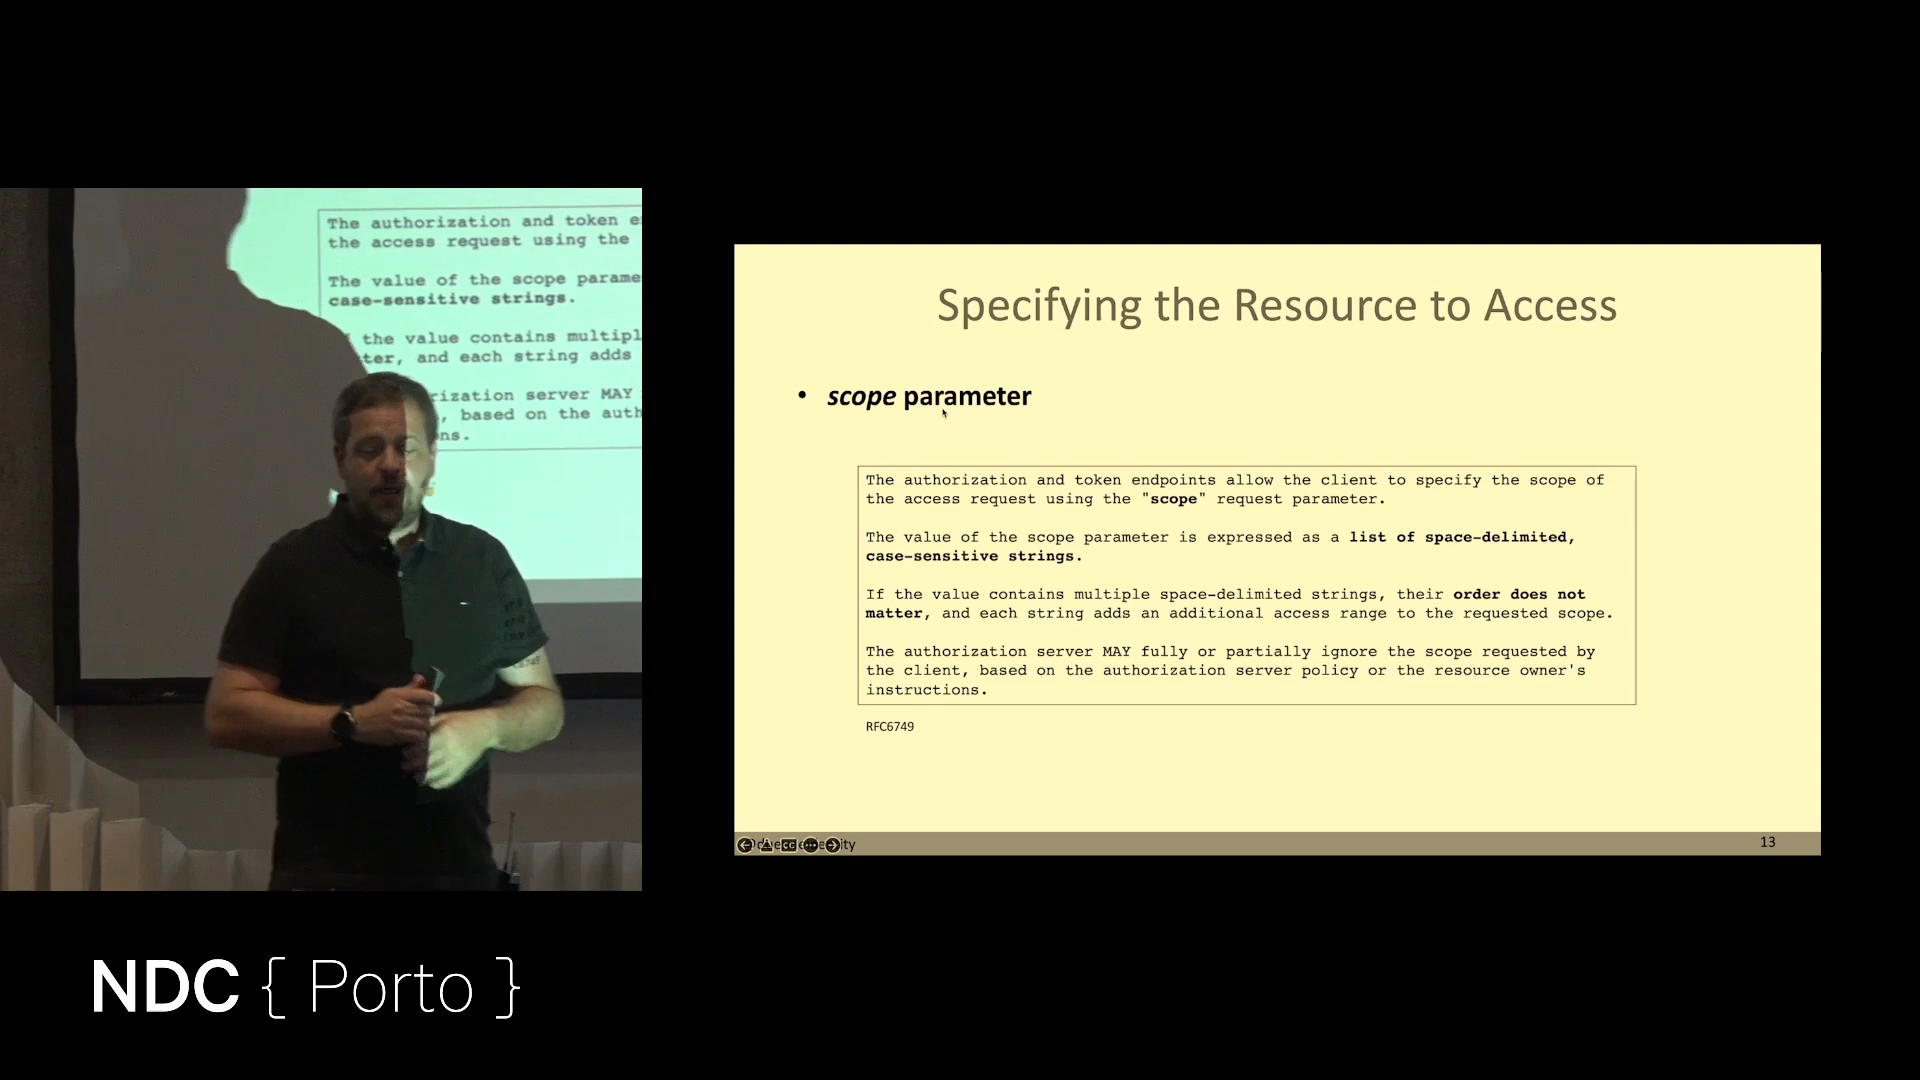 The authorization and token e
the access request using the
The value of the scope parame
case-sensitive strings.
the value contains multipl
ter, and each string adds
rization server MAY
, based on the auth
ns.
Specifying the Resource to Access
• scope parameter
The authorization and token endpoints allow the client to specify the scope of
the access request using the "scope" request parameter.
The value of the scope parameter is expressed as a list of space-delimited,
case-sensitive strings.
If the value contains multiple space-delimited strings, their order does not
matter, and each string adds an additional access range to the requested scope.
The authorization server MAY fully or partially ignore the scope requested by
the client, based on the authorization server policy or the resource owner's
instructions.
RFC6749
13
NDC { Porto }